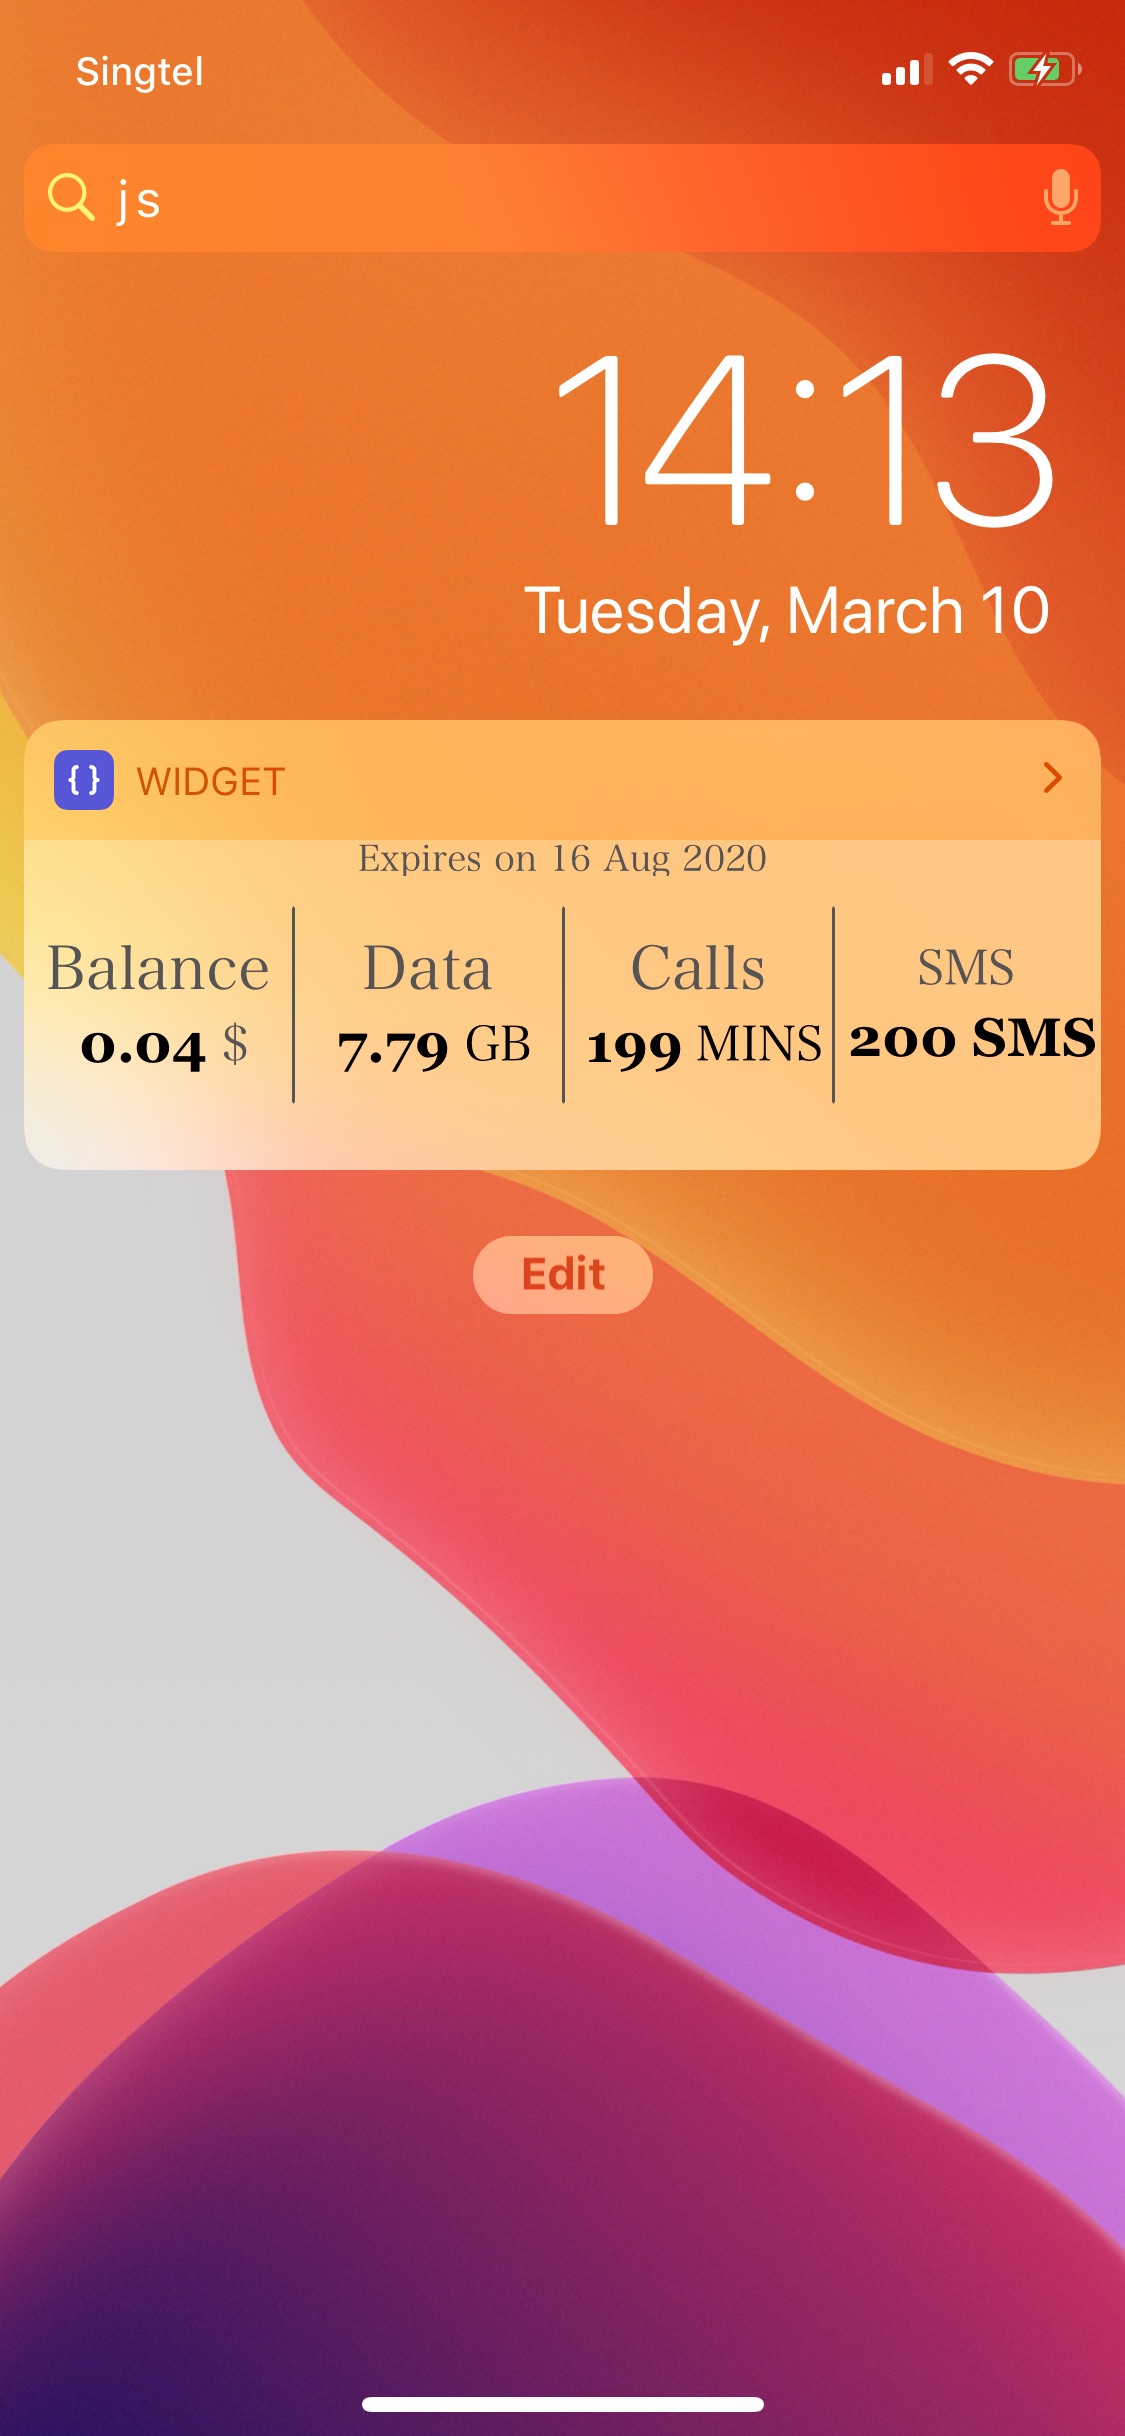 Singtel
js
14:13
Tuesday, March 10
{ } WIDGET
Expires on 16 Aug 2020
Balance Data Calls SMS
0.04 $ 7.79 GB 199 MINS 200 SMS
Edit